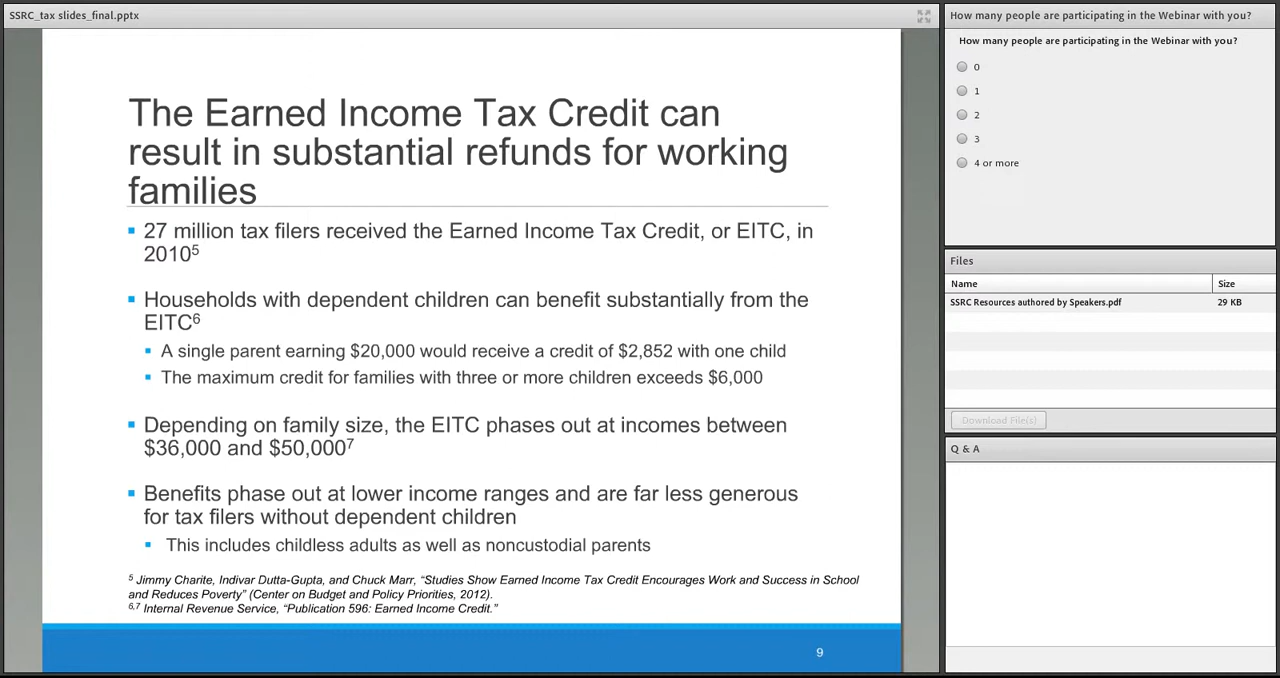 SSRC_tax slides_final.pptx
The Earned Income Tax Credit can
result in substantial refunds for working
families
▪ 27 million tax filers received the Earned Income Tax Credit, or EITC, in
2010⁵
▪ Households with dependent children can benefit substantially from the
EITC⁶
▪ A single parent earning $20,000 would receive a credit of $2,852 with one child
▪ The maximum credit for families with three or more children exceeds $6,000
▪ Depending on family size, the EITC phases out at incomes between
$36,000 and $50,000⁷
▪ Benefits phase out at lower income ranges and are far less generous
for tax filers without dependent children
▪ This includes childless adults as well as noncustodial parents
⁵ Jimmy Charite, Indivar Dutta-Gupta, and Chuck Marr, “Studies Show Earned Income Tax Credit Encourages Work and Success in School
and Reduces Poverty” (Center on Budget and Policy Priorities, 2012).
⁶,⁷ Internal Revenue Service, “Publication 596: Earned Income Credit.”
9
How many people are participating in the Webinar with you?
How many people are participating in the Webinar with you?
0
1
2
3
4 or more
Files
Name Size
SSRC Resources authored by Speakers.pdf 29 KB
Download File(s)
Q & A